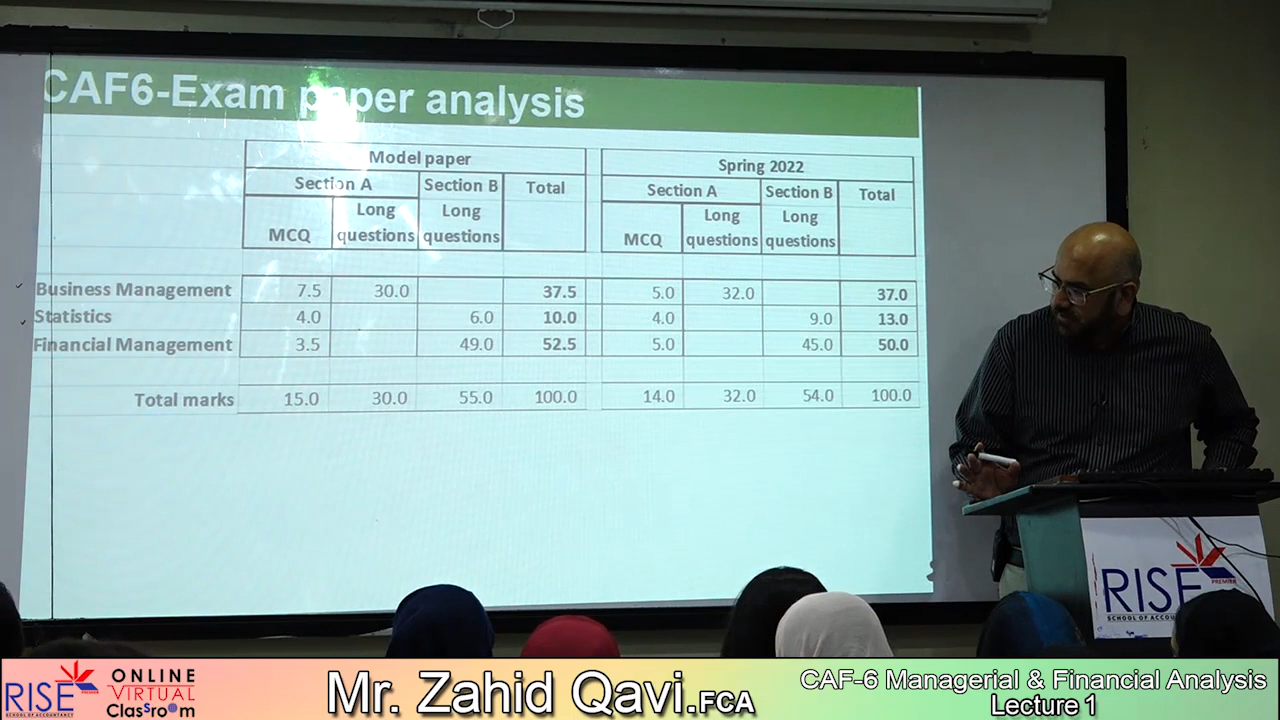 CAF6-Exam paper analysis
Model paper Spring 2022
Section A Section B Total Section A Section B Total
MCQ Long questions Long questions MCQ Long questions Long questions
Business Management 7.5 30.0 37.5 5.0 32.0 37.0
Statistics 4.0 6.0 10.0 4.0 9.0 13.0
Financial Management 3.5 49.0 52.5 5.0 45.0 50.0
Total marks 15.0 30.0 55.0 100.0 14.0 32.0 54.0 100.0
RISE PREMIER
SCHOOL OF ACCOU
RISE PREMIER
SCHOOL OF ACCOUNTANCY
ONLINE
VIRTUAL
ClasSro@m
Mr. Zahid Qavi.FCA
CAF-6 Managerial & Financial Analysis
Lecture 1